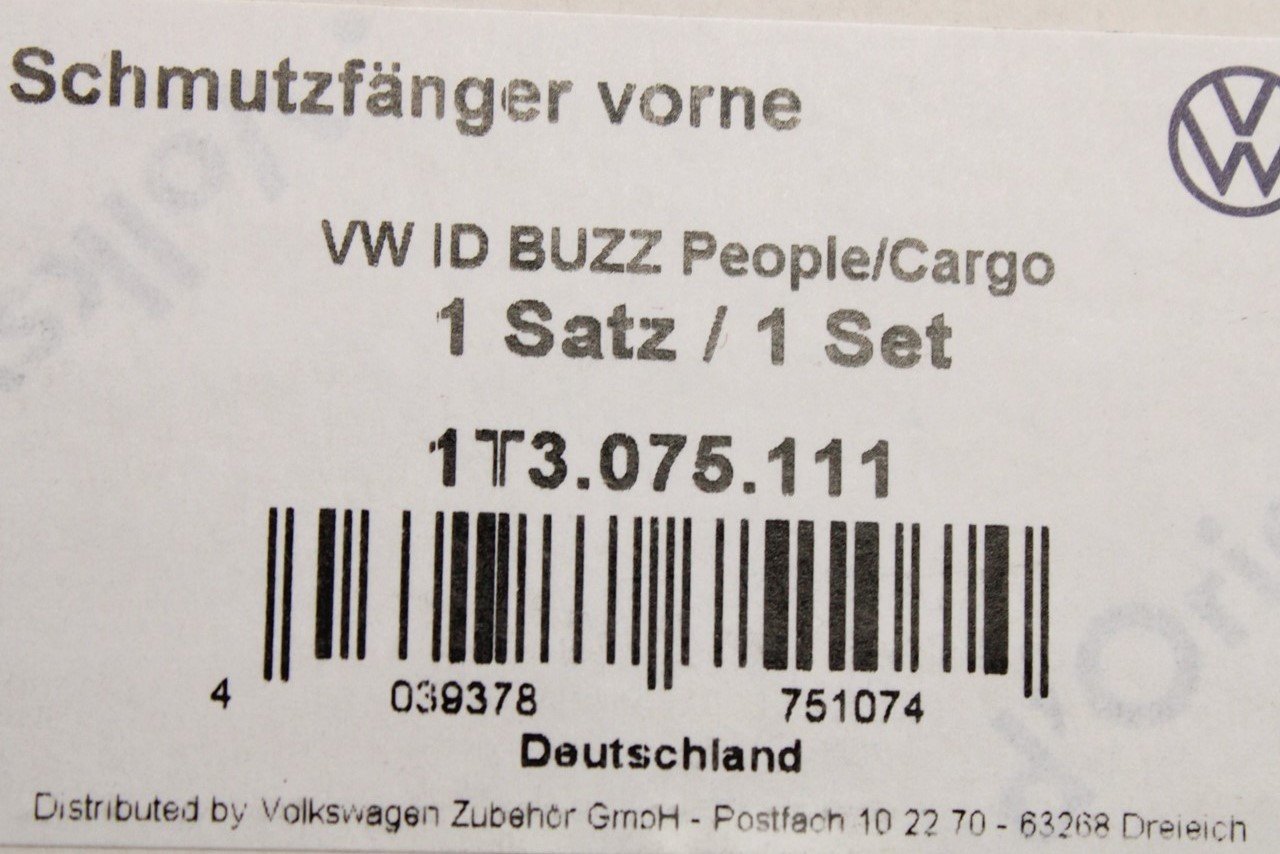 Schmutzfänger vorne
VW ID BUZZ People/Cargo
1 Satz / 1 Set
1T3.075.111
4 039378 751074
Deutschland
Distributed by Volkswagen Zubehör GmbH - Postfach 10 22 70 - 63268 Dreieich